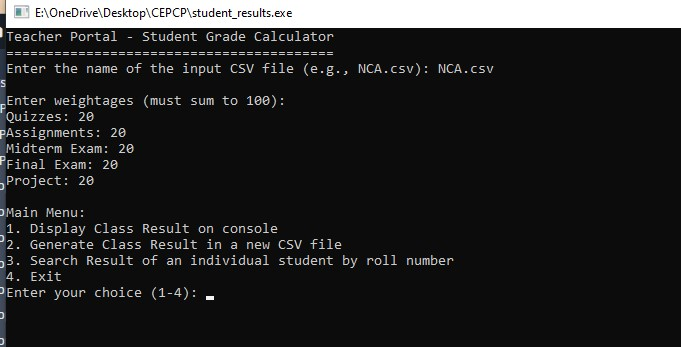 E:\OneDrive\Desktop\CEPCP\student_results.exe
Teacher Portal - Student Grade Calculator
=========================================
Enter the name of the input CSV file (e.g., NCA.csv): NCA.csv
Enter weightages (must sum to 100):
Quizzes: 20
Assignments: 20
Midterm Exam: 20
Final Exam: 20
Project: 20
Main Menu:
1. Display Class Result on console
2. Generate Class Result in a new CSV file
3. Search Result of an individual student by roll number
4. Exit
Enter your choice (1-4):